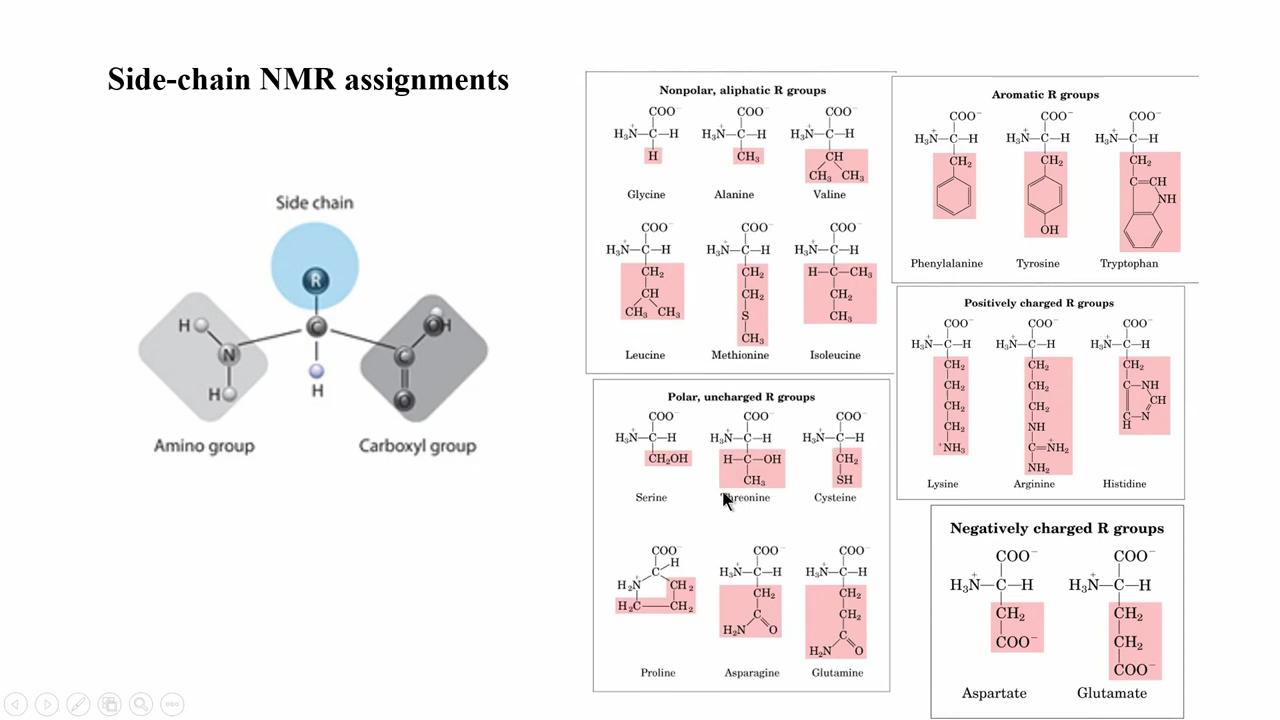 Side-chain NMR assignments
Side chain
R
H
N
H
C
H
C
OH
O
Amino group
Carboxyl group
Nonpolar, aliphatic R groups
COO⁻ COO⁻ COO⁻
H₃N⁺—C—H H₃N⁺—C—H H₃N⁺—C—H
H CH₃ CH
CH₃ CH₃
Glycine Alanine Valine
COO⁻ COO⁻ COO⁻
H₃N⁺—C—H H₃N⁺—C—H H₃N⁺—C—H
CH₂ CH₂ H—C—CH₃
CH CH₂ CH₂
CH₃ CH₃ S CH₃
CH₃
Leucine Methionine Isoleucine
Polar, uncharged R groups
COO⁻ COO⁻ COO⁻
H₃N⁺—C—H H₃N⁺—C—H H₃N⁺—C—H
CH₂OH H—C—OH CH₂
CH₃ SH
Serine Threonine Cysteine
COO⁻ COO⁻ COO⁻
H
C H₃N⁺—C—H H₃N⁺—C—H
H₂N⁺ CH₂ CH₂ CH₂
H₂C—CH₂ C CH₂
H₂N O C
H₂N O
Proline Asparagine Glutamine
Aromatic R groups
COO⁻ COO⁻ COO⁻
H₃N⁺—C—H H₃N⁺—C—H H₃N⁺—C—H
CH₂ CH₂ CH₂
C=CH
NH
OH
Phenylalanine Tyrosine Tryptophan
Positively charged R groups
COO⁻ COO⁻ COO⁻
H₃N⁺—C—H H₃N⁺—C—H H₃N⁺—C—H
CH₂ CH₂ CH₂
CH₂ CH₂ C—NH
CH₂ CH₂ CH
CH₂ NH C—N
⁺NH₃ C=N⁺H₂ H
NH₂
Lysine Arginine Histidine
Negatively charged R groups
COO⁻ COO⁻
H₃N⁺—C—H H₃N⁺—C—H
CH₂ CH₂
COO⁻ CH₂
COO⁻
Aspartate Glutamate